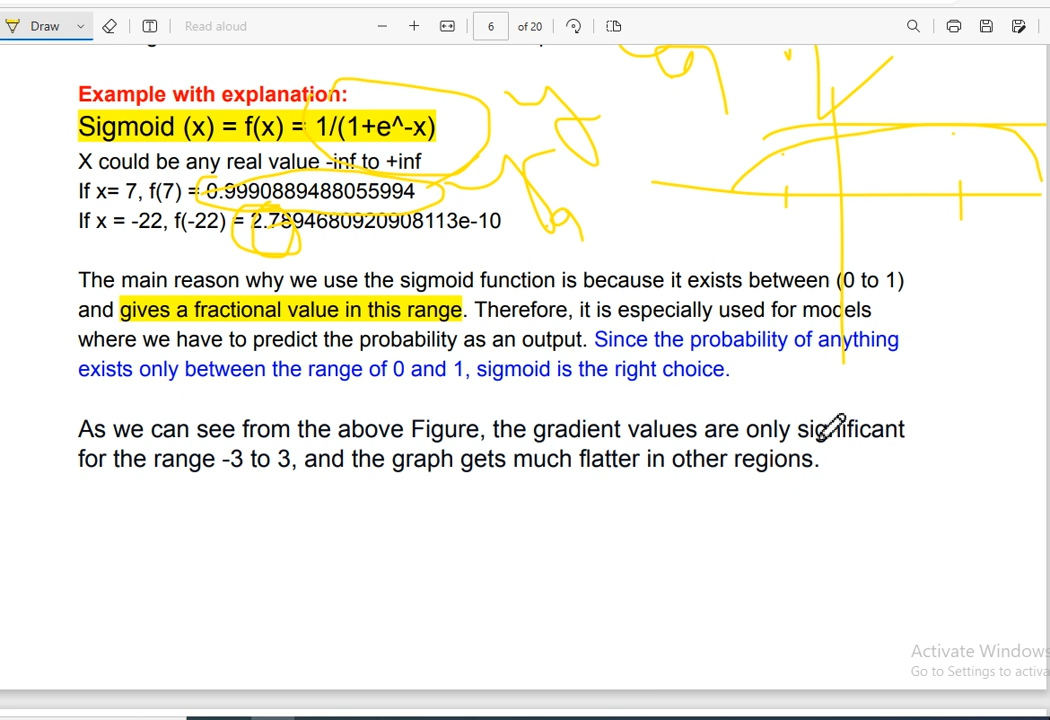 Draw
Read aloud
6
of 20
Example with explanation:
Sigmoid (x) = f(x) = 1/(1+e^-x)
X could be any real value -inf to +inf
If x= 7, f(7) = 0.9990889488055994
If x = -22, f(-22) = 2.7894680920908113e-10
The main reason why we use the sigmoid function is because it exists between (0 to 1)
and gives a fractional value in this range. Therefore, it is especially used for models
where we have to predict the probability as an output. Since the probability of anything
exists only between the range of 0 and 1, sigmoid is the right choice.
As we can see from the above Figure, the gradient values are only significant
for the range -3 to 3, and the graph gets much flatter in other regions.
Activate Windows
Go to Settings to activa